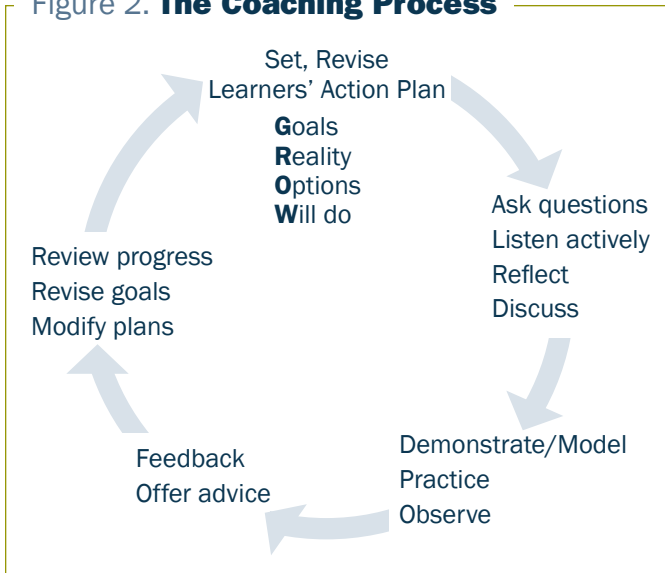 Figure 2. The Coaching Process
Set, Revise
Learners' Action Plan
Goals
Reality
Options
Will do
Ask questions
Listen actively
Reflect
Discuss
Demonstrate/Model
Practice
Observe
Feedback
Offer advice
Review progress
Revise goals
Modify plans